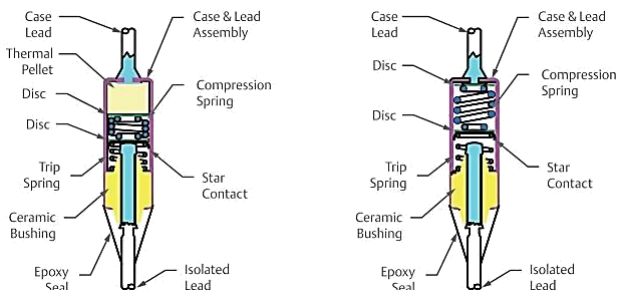 Case
Lead
Case & Lead
Assembly
Thermal
Pellet
Compression
Spring
Disc
Disc
Trip
Spring
Star
Contact
Ceramic
Bushing
Epoxy
Seal
Isolated
Lead
Case
Lead
Case & Lead
Assembly
Disc
Compression
Spring
Disc
Trip
Spring
Star
Contact
Ceramic
Bushing
Epoxy
Seal
Isolated
Lead